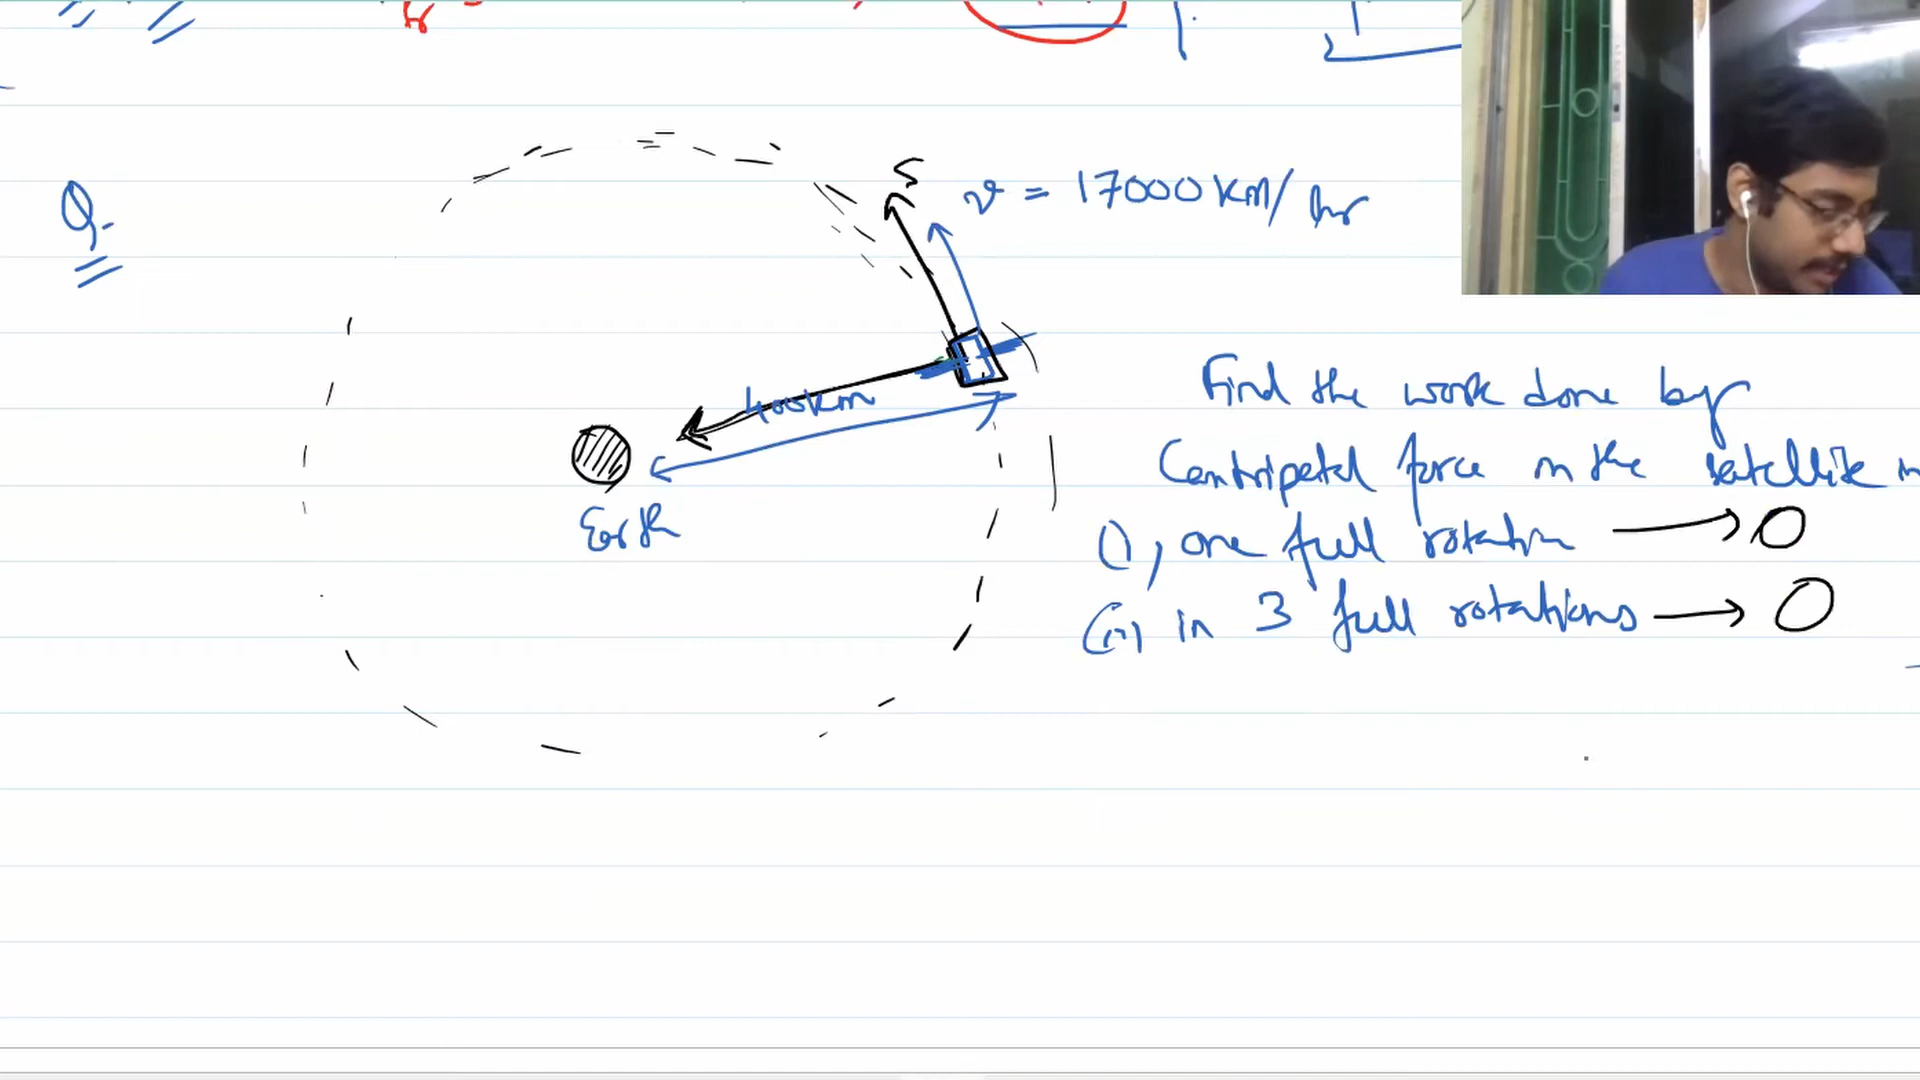 Q.
S
v = 17000 km/hr
400km
Earth
Find the work done by
Centripetal force on the satellite in
(i) one full rotation → 0
(ii) in 3 full rotations → 0